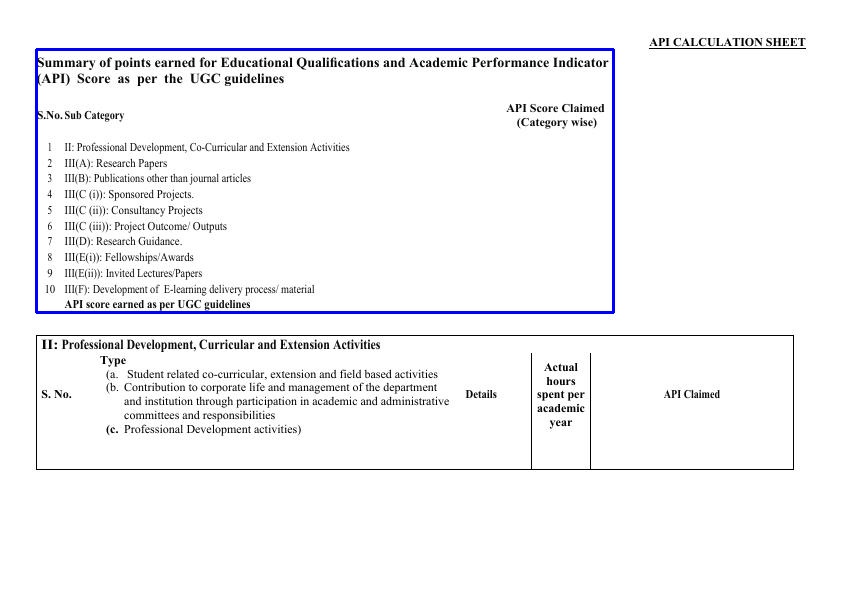 API CALCULATION SHEET
Summary of points earned for Educational Qualifications and Academic Performance Indicator
(API) Score as per the UGC guidelines
S.No. Sub Category API Score Claimed
(Category wise)
1 II: Professional Development, Co-Curricular and Extension Activities
2 III(A): Research Papers
3 III(B): Publications other than journal articles
4 III(C (i)): Sponsored Projects.
5 III(C (ii)): Consultancy Projects
6 III(C (iii)): Project Outcome/ Outputs
7 III(D): Research Guidance.
8 III(E(i)): Fellowships/Awards
9 III(E(ii)): Invited Lectures/Papers
10 III(F): Development of E-learning delivery process/ material
API score earned as per UGC guidelines
II: Professional Development, Curricular and Extension Activities
S. No.
Type
(a. Student related co-curricular, extension and field based activities
(b. Contribution to corporate life and management of the department
and institution through participation in academic and administrative
committees and responsibilities
(c. Professional Development activities)
Details
Actual
hours
spent per
academic
year
API Claimed